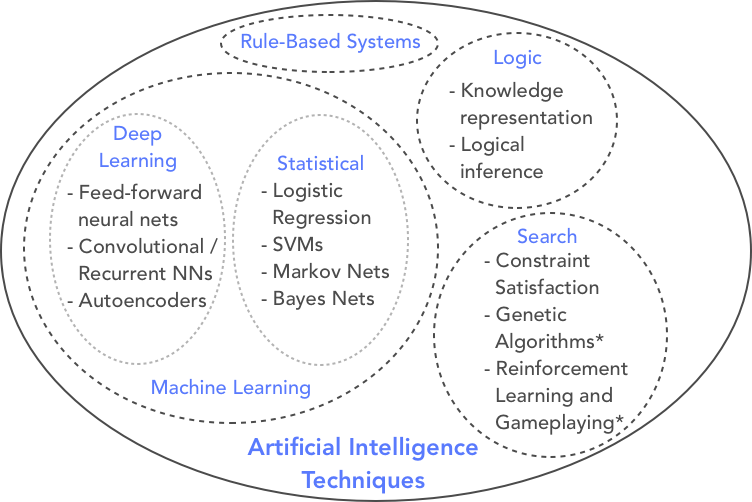 Rule-Based Systems
Logic
- Knowledge
representation
- Logical
inference
Deep
Learning
- Feed-forward
neural nets
- Convolutional /
Recurrent NNs
- Autoencoders
Statistical
- Logistic
Regression
- SVMs
- Markov Nets
- Bayes Nets
Machine Learning
Search
- Constraint
Satisfaction
- Genetic
Algorithms*
- Reinforcement
Learning and
Gameplaying*
Artificial Intelligence
Techniques